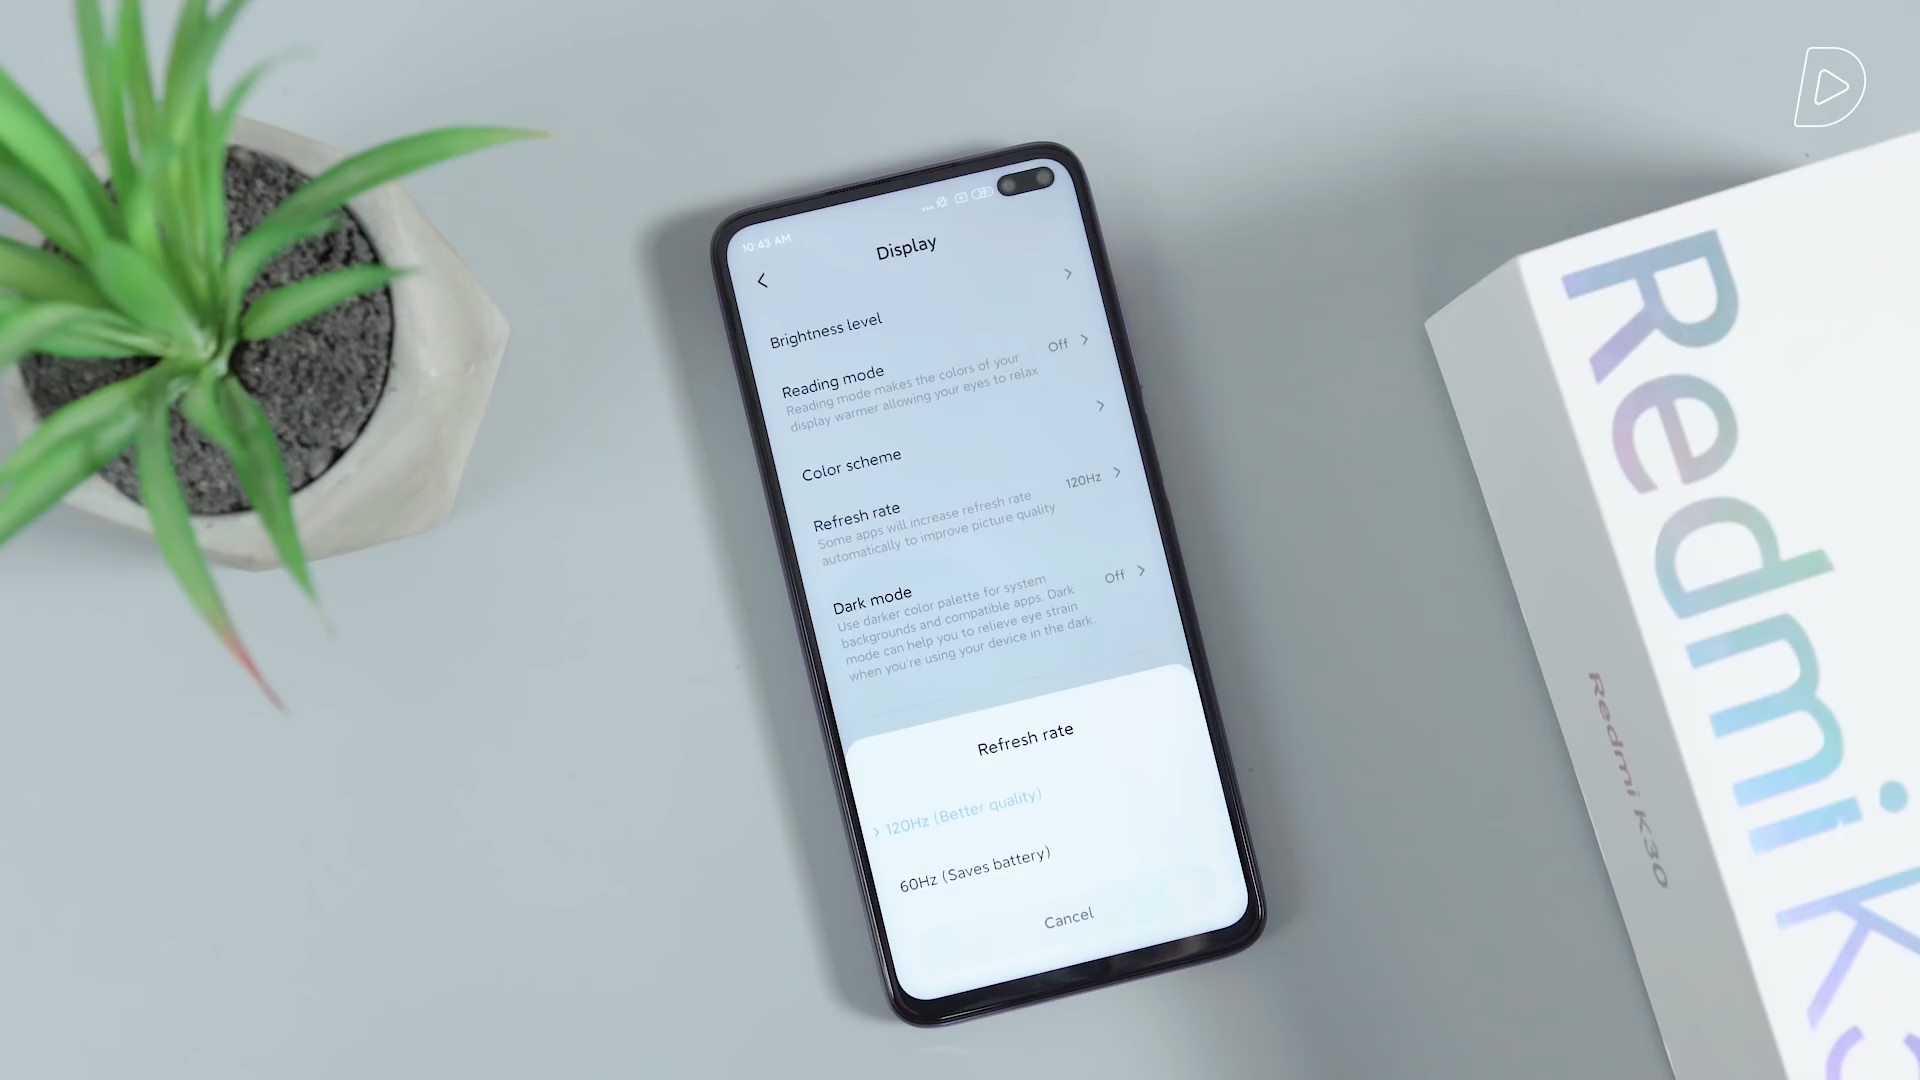 10:43 AM
Display
Brightness level
Reading mode
Off
Reading mode makes the colors of your
display warmer allowing your eyes to relax
Color scheme
Refresh rate
120Hz
Some apps will increase refresh rate
automatically to improve picture quality
Dark mode
Off
Use darker color palette for system
backgrounds and compatible apps. Dark
mode can help you to relieve eye strain
when you're using your device in the dark.
Refresh rate
120Hz (Better quality)
60Hz (Saves battery)
Cancel
Redmi K3
Redmi K30